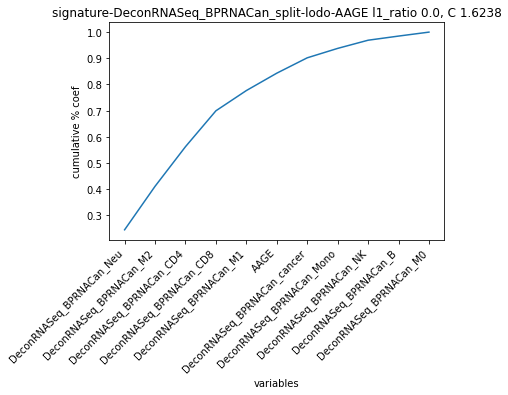 signature-DeconRNASeq_BPRNACan_split-lodo-AAGE l1_ratio 0.0, C 1.6238
cumulative % coef
1.0
0.9
0.8
0.7
0.6
0.5
0.4
0.3
DeconRNASeq_BPRNACan_Neu
DeconRNASeq_BPRNACan_M2
DeconRNASeq_BPRNACan_CD4
DeconRNASeq_BPRNACan_CD8
DeconRNASeq_BPRNACan_M1
AAGE
DeconRNASeq_BPRNACan_cancer
DeconRNASeq_BPRNACan_Mono
DeconRNASeq_BPRNACan_NK
DeconRNASeq_BPRNACan_B
DeconRNASeq_BPRNACan_M0
variables